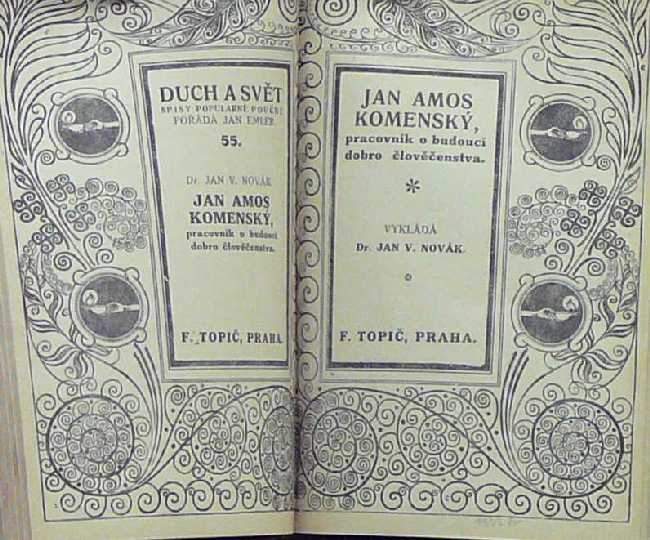 DUCH A SVĚT
SPISY POPULARNĚ POUČNÉ
POŘÁDÁ JAN EMLER
55.
Dr. JAN V. NOVÁK
JAN AMOS
KOMENSKÝ,
pracovník o budoucí
dobro člověčenstva.
F. TOPIČ, PRAHA.
JAN AMOS
KOMENSKÝ,
pracovník o budoucí
dobro člověčenstva.
*
VYKLÁDÁ
Dr. JAN V. NOVÁK.
F. TOPIČ, PRAHA.